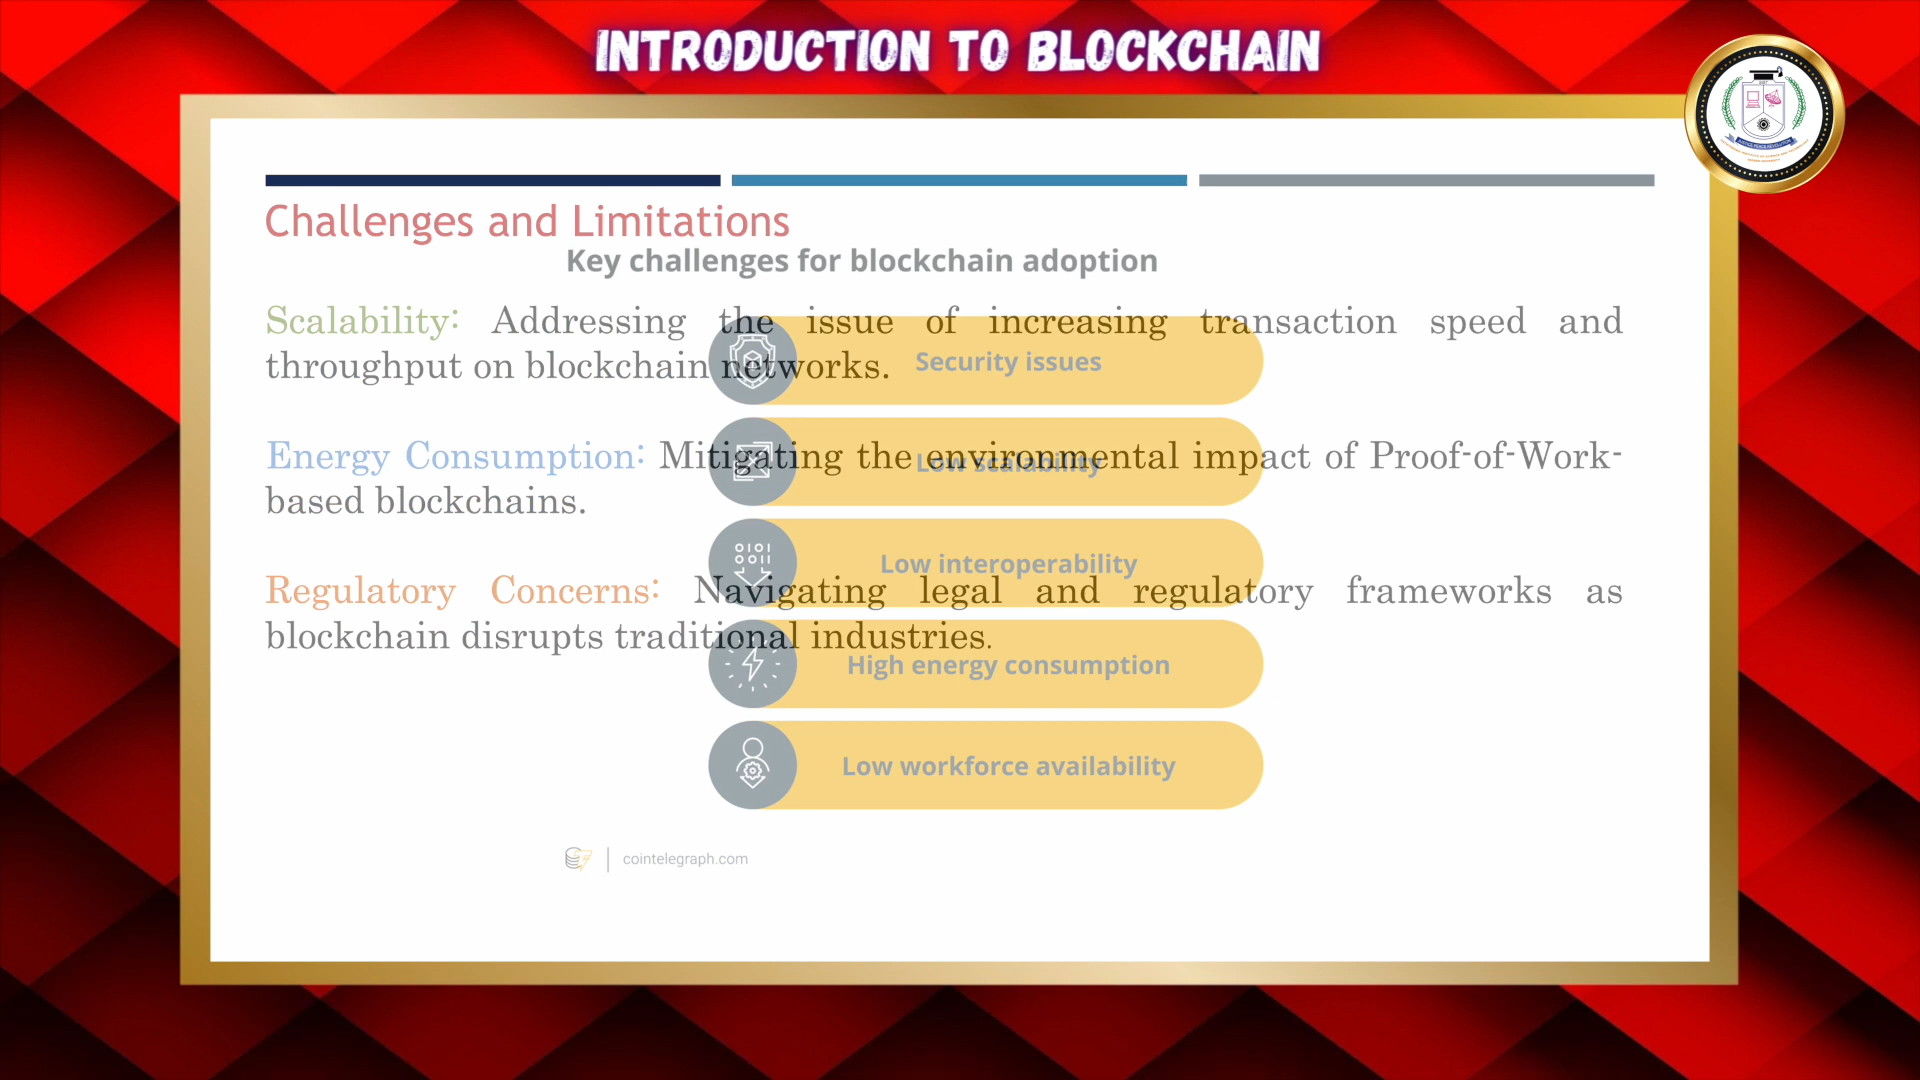 INTRODUCTION TO BLOCKCHAIN
Challenges and Limitations
Key challenges for blockchain adoption
Scalability: Addressing the issue of increasing transaction speed and
throughput on blockchain networks.
Security issues
Energy Consumption: Mitigating the environmental impact of Proof-of-Work-
based blockchains.
Low scalability
Low interoperability
Regulatory Concerns: Navigating legal and regulatory frameworks as
blockchain disrupts traditional industries.
High energy consumption
Low workforce availability
cointelegraph.com